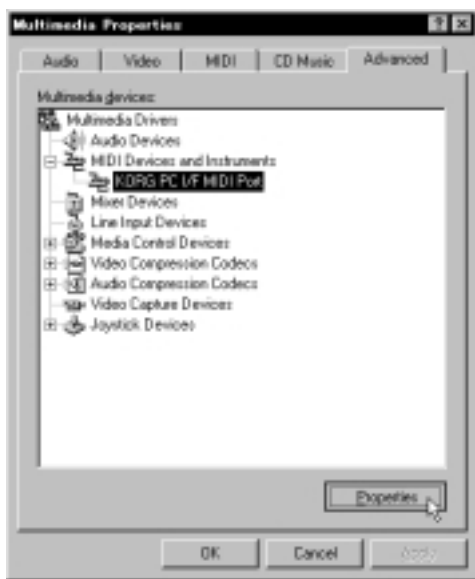 Multimedia Properties
Audio Video MIDI CD Music Advanced
Multimedia devices:
Multimedia Drivers
Audio Devices
MIDI Devices and Instruments
KORG PC I/F MIDI Port
Mixer Devices
Line Input Devices
Media Control Devices
Video Compression Codecs
Audio Compression Codecs
Video Capture Devices
Joystick Devices
Properties
OK Cancel Apply